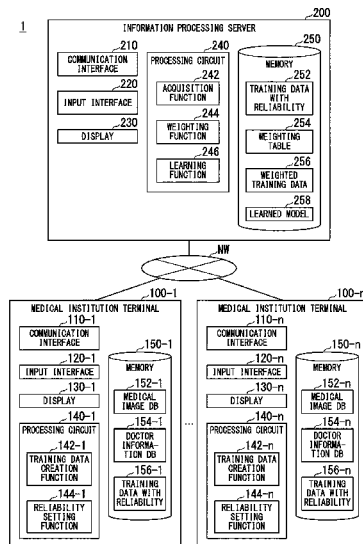 1
200
INFORMATION PROCESSING SERVER
210
COMMUNICATION
INTERFACE
220
INPUT INTERFACE
230
DISPLAY
240
PROCESSING CIRCUIT
242
ACQUISITION
FUNCTION
244
WEIGHTING
FUNCTION
246
LEARNING
FUNCTION
250
MEMORY
252
TRAINING DATA
WITH
RELIABILITY
254
WEIGHTING
TABLE
256
WEIGHTED
TRAINING DATA
258
LEARNED MODEL
NW
100-1
MEDICAL INSTITUTION TERMINAL
110-1
COMMUNICATION
INTERFACE
120-1
INPUT INTERFACE
130-1
DISPLAY
140-1
PROCESSING CIRCUIT
142-1
TRAINING DATA
CREATION
FUNCTION
144-1
RELIABILITY
SETTING
FUNCTION
150-1
MEMORY
152-1
MEDICAL
IMAGE DB
154-1
DOCTOR
INFORMA-
TION DB
156-1
TRAINING
DATA WITH
RELIABILITY
...
100-n
MEDICAL INSTITUTION TERMINAL
110-n
COMMUNICATION
INTERFACE
120-n
INPUT INTERFACE
130-n
DISPLAY
140-n
PROCESSING CIRCUIT
142-n
TRAINING DATA
CREATION
FUNCTION
144-n
RELIABILITY
SETTING
FUNCTION
150-n
MEMORY
152-n
MEDICAL
IMAGE DB
154-n
DOCTOR
INFORMA-
TION DB
156-n
TRAINING
DATA WITH
RELIABILITY